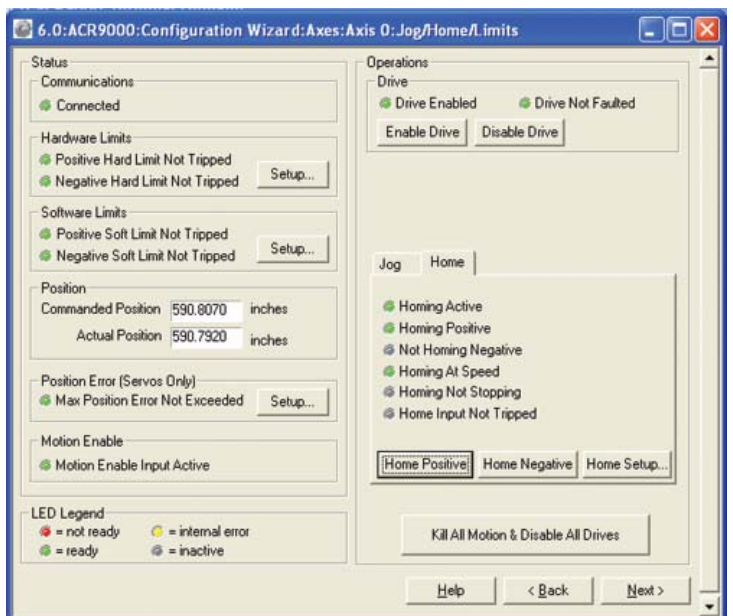 6.0:ACR9000:Configuration Wizard:Axes:Axis 0:Jog/Home/Limits
Status
Communications
Connected
Hardware Limits
Positive Hard Limit Not Tripped
Negative Hard Limit Not Tripped
Setup...
Software Limits
Positive Soft Limit Not Tripped
Negative Soft Limit Not Tripped
Setup...
Position
Commanded Position 590.8070 inches
Actual Position 590.7920 inches
Position Error (Servos Only)
Max Position Error Not Exceeded
Setup...
Motion Enable
Motion Enable Input Active
LED Legend
= not ready = internal error
= ready = inactive
Operations
Drive
Drive Enabled Drive Not Faulted
Enable Drive Disable Drive
Jog Home
Homing Active
Homing Positive
Not Homing Negative
Homing At Speed
Homing Not Stopping
Home Input Not Tripped
Home Positive Home Negative Home Setup...
Kill All Motion & Disable All Drives
Help < Back Next >